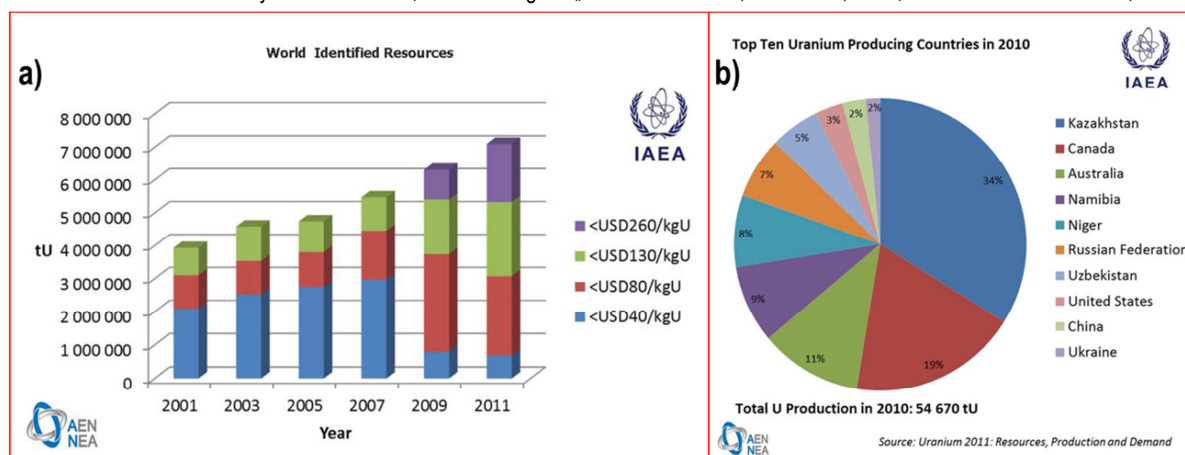 World Identified Resources
a)
IAEA
8 000 000
7 000 000
6 000 000
5 000 000
tU
4 000 000
3 000 000
2 000 000
1 000 000
0
<USD260/kgU
<USD130/kgU
<USD80/kgU
<USD40/kgU
2001 2003 2005 2007 2009 2011
Year
AEN
NEA
Top Ten Uranium Producing Countries in 2010
b)
IAEA
34%
19%
11%
9%
8%
7%
5%
3%
2%
2%
Kazakhstan
Canada
Australia
Namibia
Niger
Russian Federation
Uzbekistan
United States
China
Ukraine
Total U Production in 2010: 54 670 tU
AEN
NEA
Source: Uranium 2011: Resources, Production and Demand